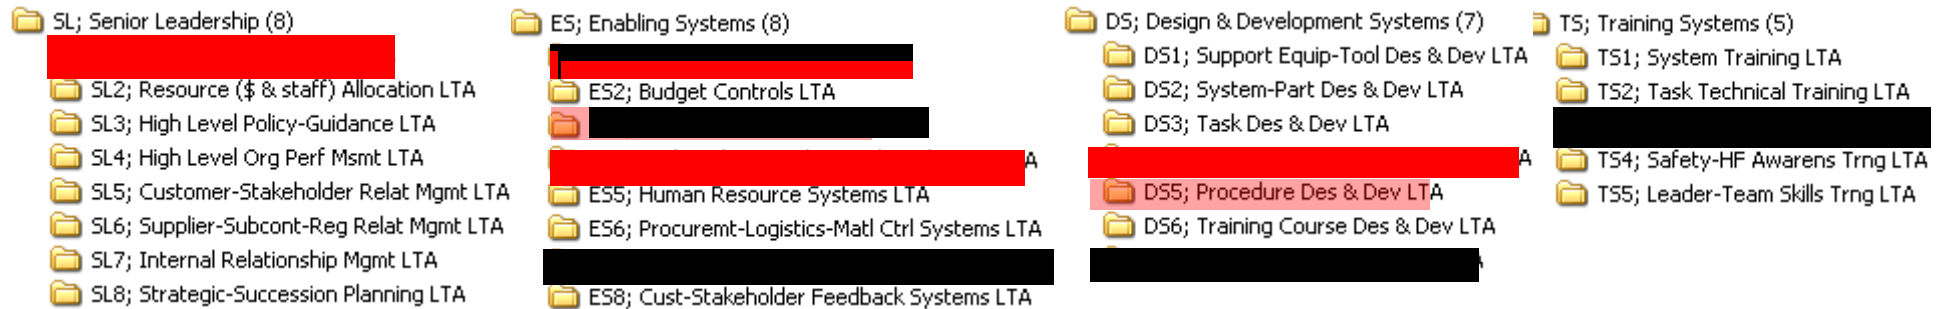 SL; Senior Leadership (8)
SL2; Resource ($ & staff) Allocation LTA
SL3; High Level Policy-Guidance LTA
SL4; High Level Org Perf Msmt LTA
SL5; Customer-Stakeholder Relat Mgmt LTA
SL6; Supplier-Subcont-Reg Relat Mgmt LTA
SL7; Internal Relationship Mgmt LTA
SL8; Strategic-Succession Planning LTA
ES; Enabling Systems (8)
ES2; Budget Controls LTA
A
ES5; Human Resource Systems LTA
ES6; Procuremt-Logistics-Matl Ctrl Systems LTA
ES8; Cust-Stakeholder Feedback Systems LTA
DS; Design & Development Systems (7)
DS1; Support Equip-Tool Des & Dev LTA
DS2; System-Part Des & Dev LTA
DS3; Task Des & Dev LTA
A
DS5; Procedure Des & Dev LTA
DS6; Training Course Des & Dev LTA
TS; Training Systems (5)
TS1; System Training LTA
TS2; Task Technical Training LTA
TS4; Safety-HF Awarens Trng LTA
TS5; Leader-Team Skills Trng LTA